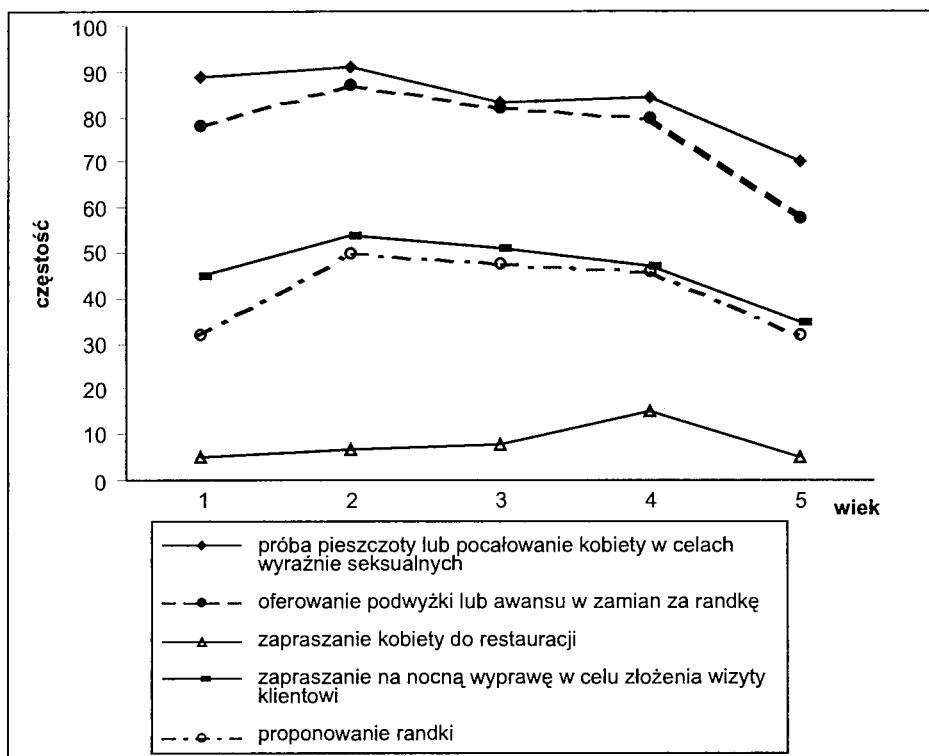 100
90
80
70
60
50
40
30
20
10
0
częstość
1 2 3 4 5
wiek
próba pieszczoty lub pocałowanie kobiety w celach
wyraźnie seksualnych
oferowanie podwyżki lub awansu w zamian za randkę
zapraszanie kobiety do restauracji
zapraszanie na nocną wyprawę w celu złożenia wizyty
klientowi
proponowanie randki